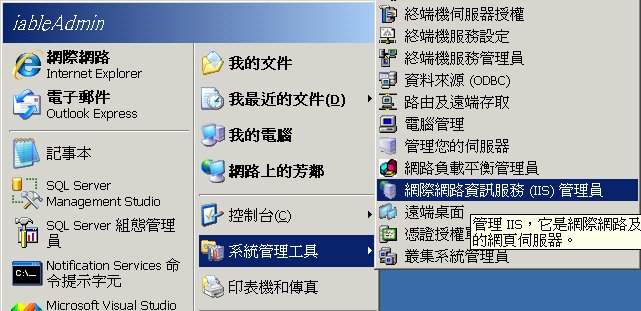 iableAdmin
網際網路
Internet Explorer
電子郵件
Outlook Express
記事本
SQL Server
Management Studio
SQL Server 組態管理
員
Notification Services 命
令提示字元
Microsoft Visual Studio
我的文件
我最近的文件(D)
我的電腦
網路上的芳鄰
控制台(C)
系統管理工具
印表機和傳真
終端機伺服器授權
終端機服務設定
終端機服務管理員
資料來源 (ODBC)
路由及遠端存取
電腦管理
管理您的伺服器
網路負載平衡管理員
網際網路資訊服務 (IIS) 管理員
遠端桌面
憑證授權
叢集系統管理員
管理 IIS，它是網際網路及
的網頁伺服器。